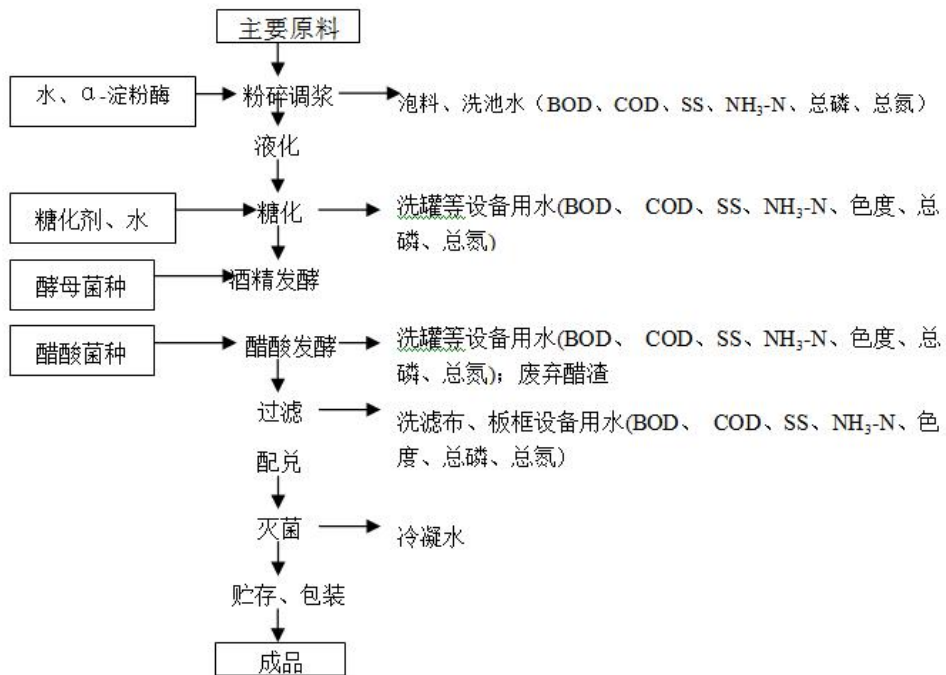 主要原料
水、α-淀粉酶
粉碎调浆
泡料、洗池水（BOD、COD、SS、NH₃-N、总磷、总氮）
液化
糖化剂、水
糖化
洗罐等设备用水(BOD、 COD、SS、NH₃-N、色度、总
磷、总氮)
酵母菌种
酒精发酵
醋酸菌种
醋酸发酵
洗罐等设备用水(BOD、 COD、SS、NH₃-N、色度、总
磷、总氮)；废弃醋渣
过滤
洗滤布、板框设备用水(BOD、 COD、SS、NH₃-N、色
度、总磷、总氮）
配兑
灭菌
冷凝水
贮存、包装
成品